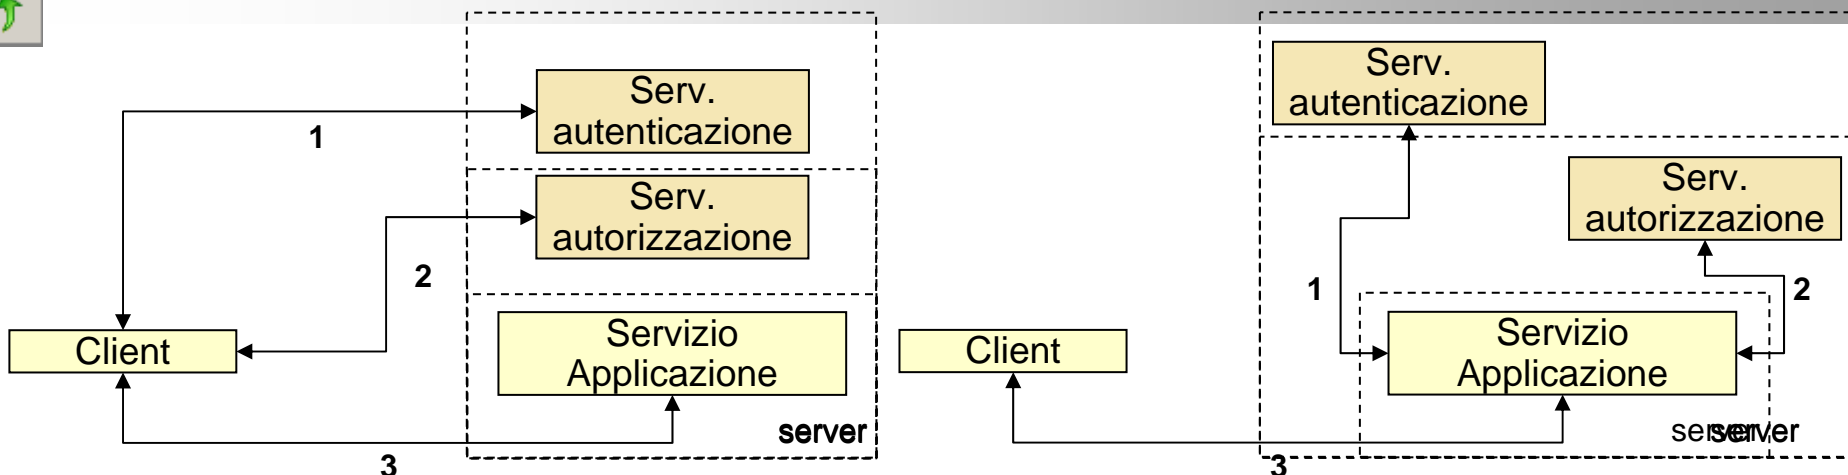 Serv.
autenticazione
1
Serv.
autorizzazione
2
Client
Servizio
Applicazione
server
3
Serv.
autenticazione
Serv.
autorizzazione
1
2
Client
Servizio
Applicazione
server
3